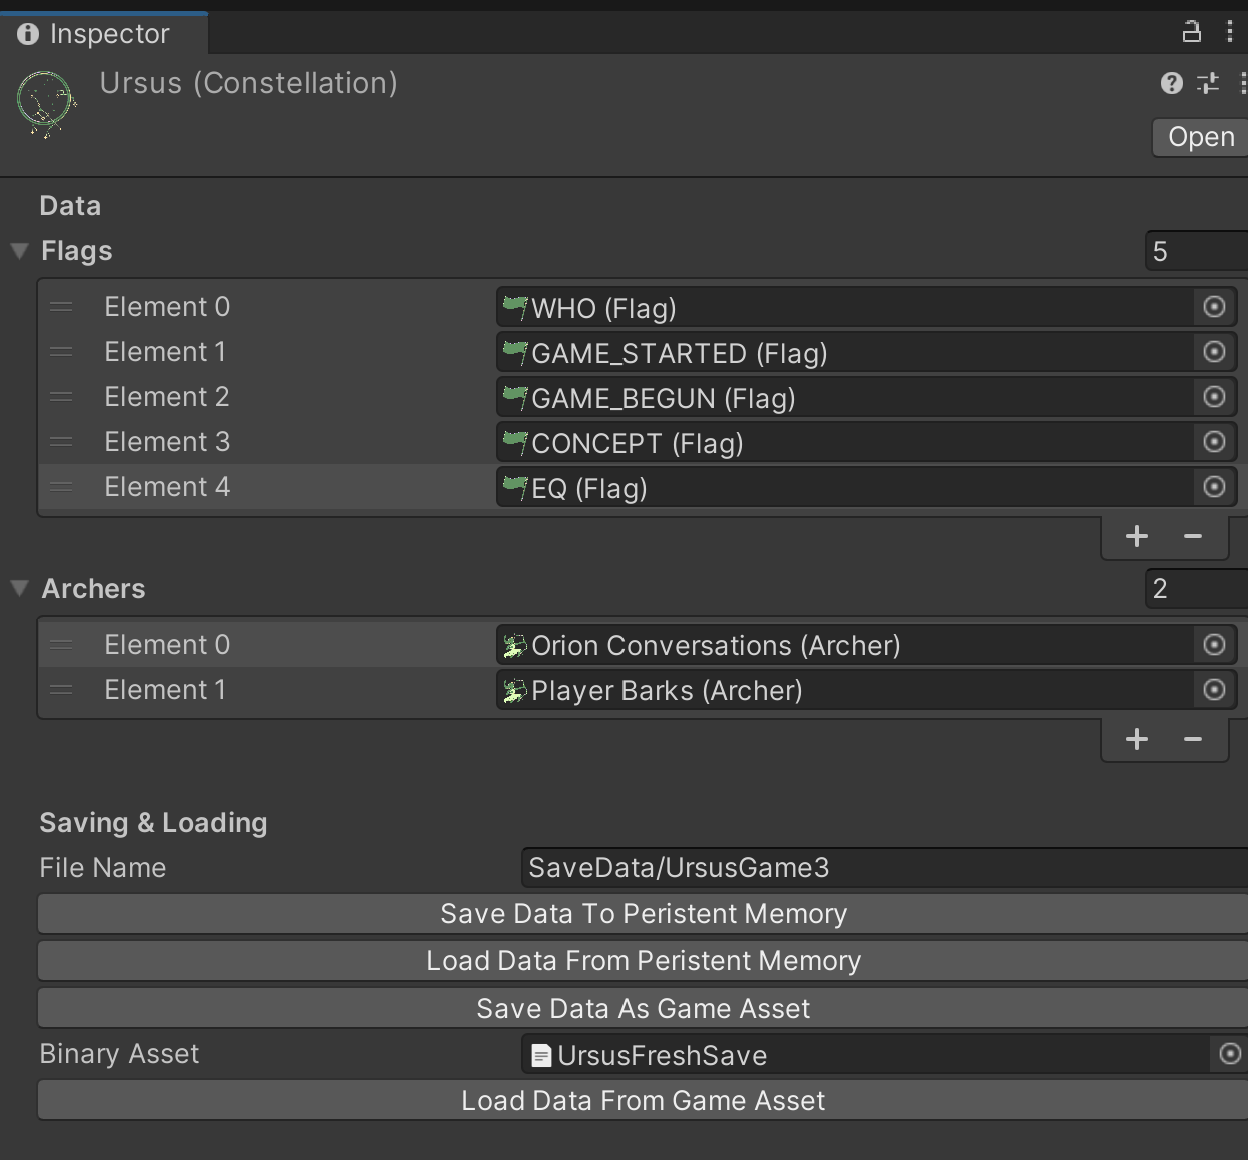 Inspector
Ursus (Constellation)
Open
Data
Flags 5
Element 0 WHO (Flag)
Element 1 GAME_STARTED (Flag)
Element 2 GAME_BEGUN (Flag)
Element 3 CONCEPT (Flag)
Element 4 EQ (Flag)
+ −
Archers 2
Element 0 Orion Conversations (Archer)
Element 1 Player Barks (Archer)
+ −
Saving & Loading
File Name SaveData/UrsusGame3
Save Data To Peristent Memory
Load Data From Peristent Memory
Save Data As Game Asset
Binary Asset UrsusFreshSave
Load Data From Game Asset